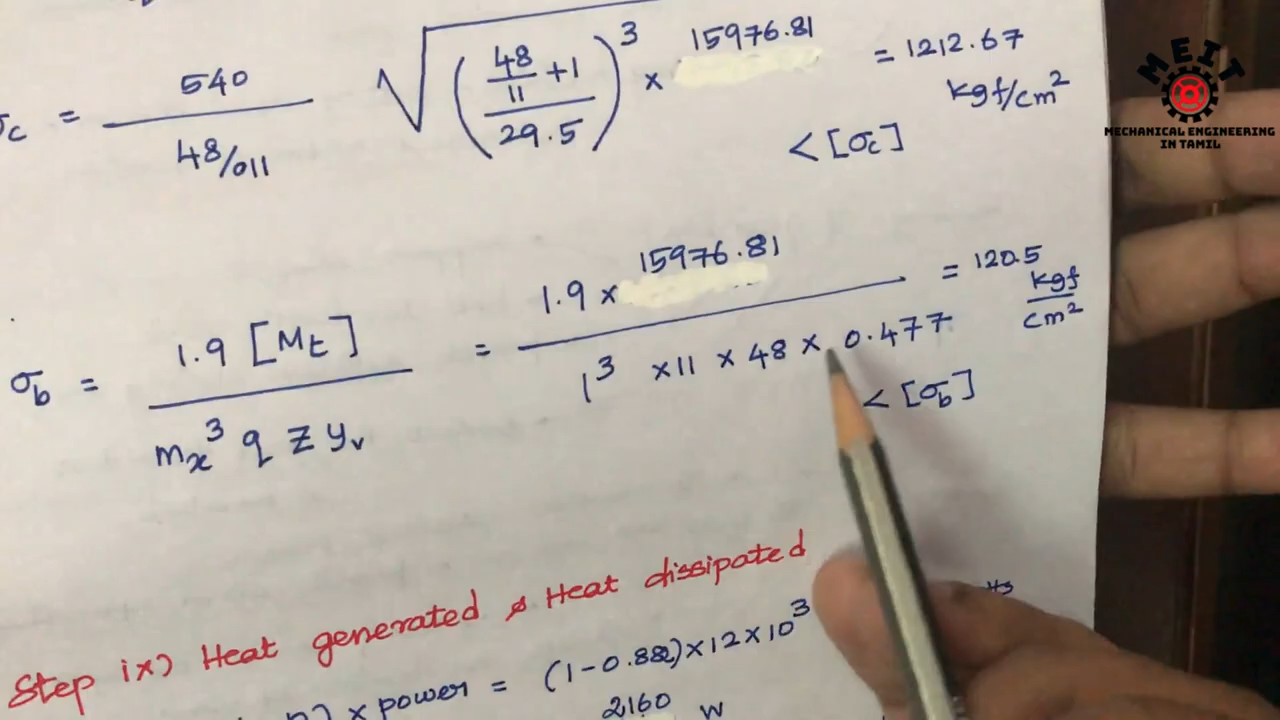 σc = 540 / 48/011 √((48/11 + 1) / 29.5)³ × 15976.81 = 1212.67 kgf/cm²
< [σc]
σb = 1.9 [Mt] / mx³ q z yv = 1.9 × 15976.81 / 1³ × 11 × 48 × 0.477 = 120.5 kgf/cm²
< [σb]
Step ix) Heat generated & Heat dissipated
× power = (1-0.882) × 12 × 10³
2160 W
MEIT
MECHANICAL ENGINEERING
IN TAMIL